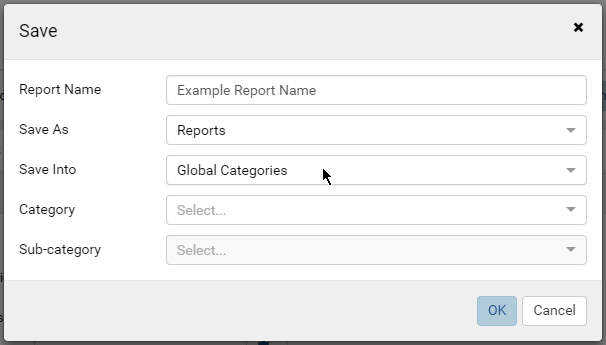 Save
Report Name Example Report Name
Save As Reports
Save Into Global Categories
Category Select...
Sub-category Select...
OK Cancel